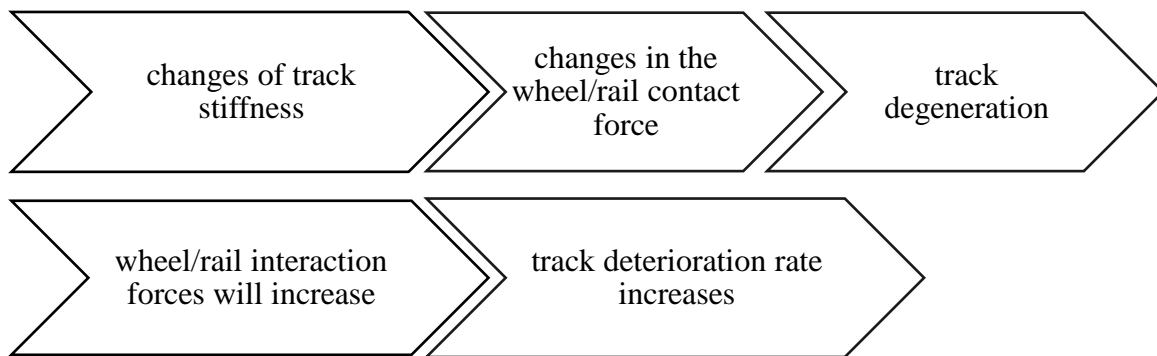 changes of track
stiffness
changes in the
wheel/rail contact
force
track
degeneration
wheel/rail interaction
forces will increase
track deterioration rate
increases